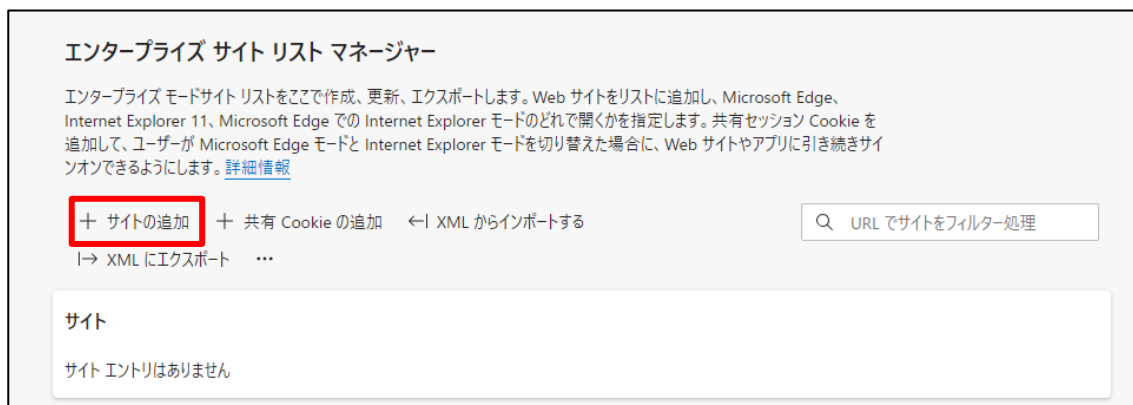 エンタープライズ サイト リスト マネージャー
エンタープライズ モードサイト リストをここで作成、更新、エクスポートします。Web サイトをリストに追加し、Microsoft Edge、
Internet Explorer 11、Microsoft Edge での Internet Explorer モードのどれで開くかを指定します。共有セッション Cookie を
追加して、ユーザーが Microsoft Edge モードと Internet Explorer モードを切り替えた場合に、Web サイトやアプリに引き続きサイ
ンオンできるようにします。詳細情報
サイトの追加 共有 Cookie の追加 XML からインポートする URL でサイトをフィルター処理
XML にエクスポート ...
サイト
サイト エントリはありません